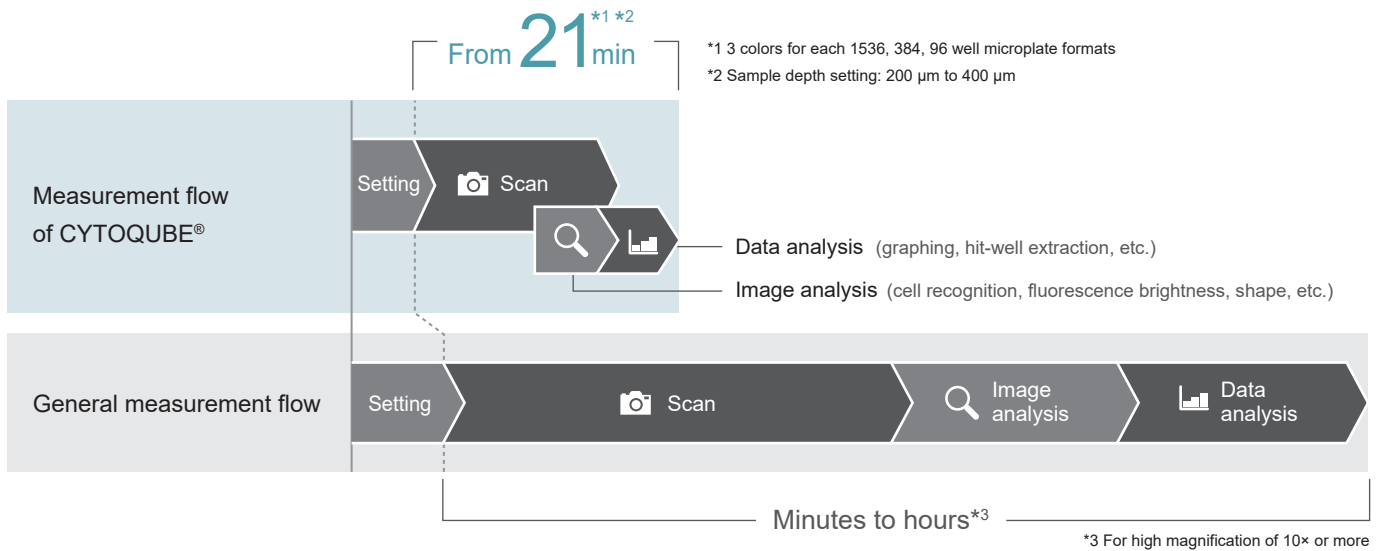 From 21 min*1 *2
*1 3 colors for each 1536, 384, 96 well microplate formats
*2 Sample depth setting: 200 μm to 400 μm
Measurement flow
of CYTOQUBE®
Setting
Scan
Data analysis (graphing, hit-well extraction, etc.)
Image analysis (cell recognition, fluorescence brightness, shape, etc.)
General measurement flow
Setting
Scan
Image
analysis
Data
analysis
Minutes to hours*3
*3 For high magnification of 10× or more